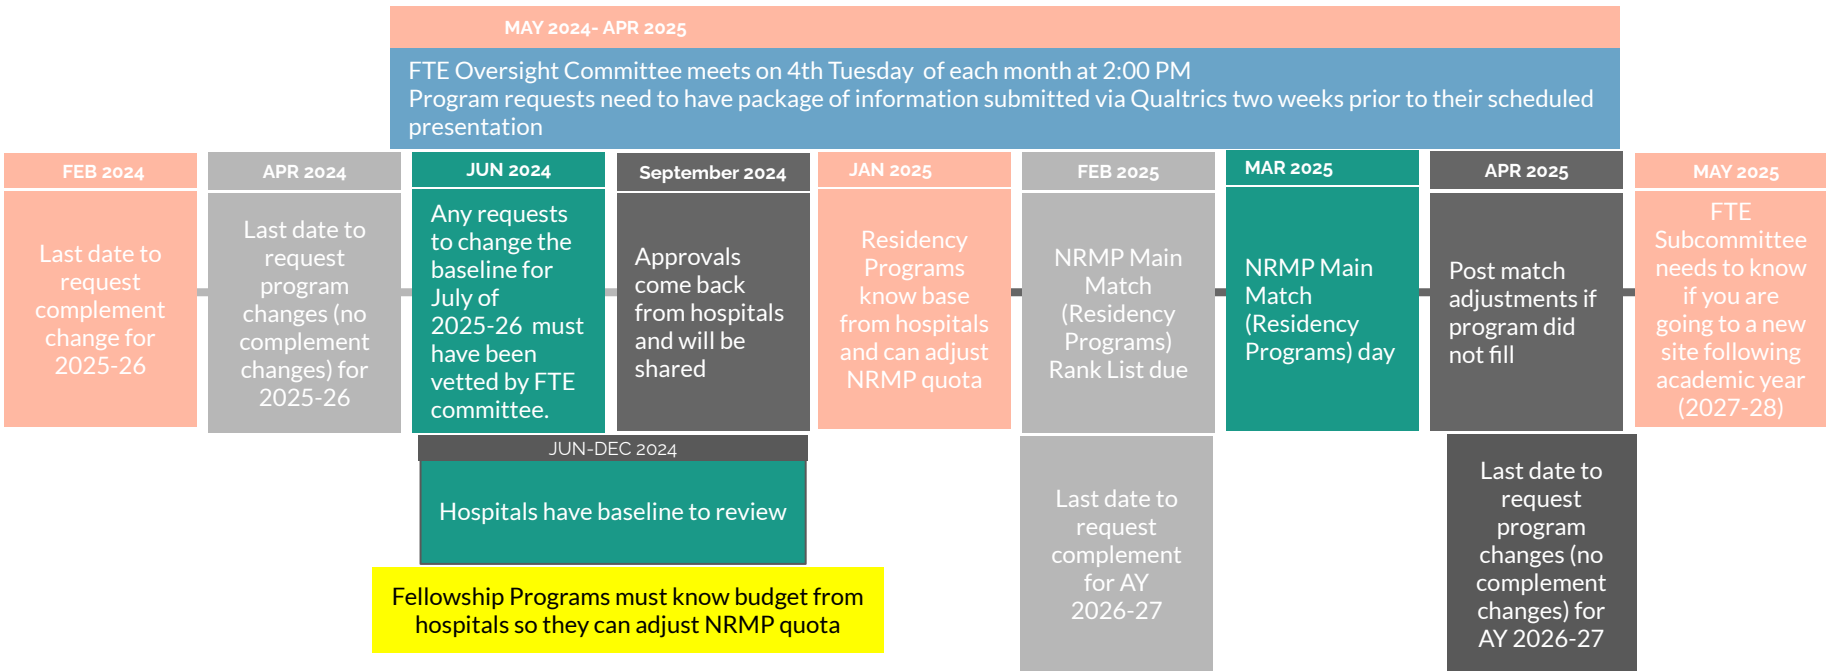 MAY 2024- APR 2025
FTE Oversight Committee meets on 4th Tuesday of each month at 2:00 PM
Program requests need to have package of information submitted via Qualtrics two weeks prior to their scheduled
presentation
FEB 2024
Last date to
request
complement
change for
2025-26
APR 2024
Last date to
request
program
changes (no
complement
changes) for
2025-26
JUN 2024
Any requests
to change the
baseline for
July of
2025-26 must
have been
vetted by FTE
committee.
September 2024
Approvals
come back
from hospitals
and will be
shared
JAN 2025
Residency
Programs
know base
from hospitals
and can adjust
NRMP quota
FEB 2025
NRMP Main
Match
(Residency
Programs)
Rank List due
MAR 2025
NRMP Main
Match
(Residency
Programs) day
APR 2025
Post match
adjustments if
program did
not fill
MAY 2025
FTE
Subcommittee
needs to know
if you are
going to a new
site following
academic year
(2027-28)
JUN-DEC 2024
Hospitals have baseline to review
Fellowship Programs must know budget from
hospitals so they can adjust NRMP quota
Last date to
request
complement
for AY
2026-27
Last date to
request
program
changes (no
complement
changes) for
AY 2026-27